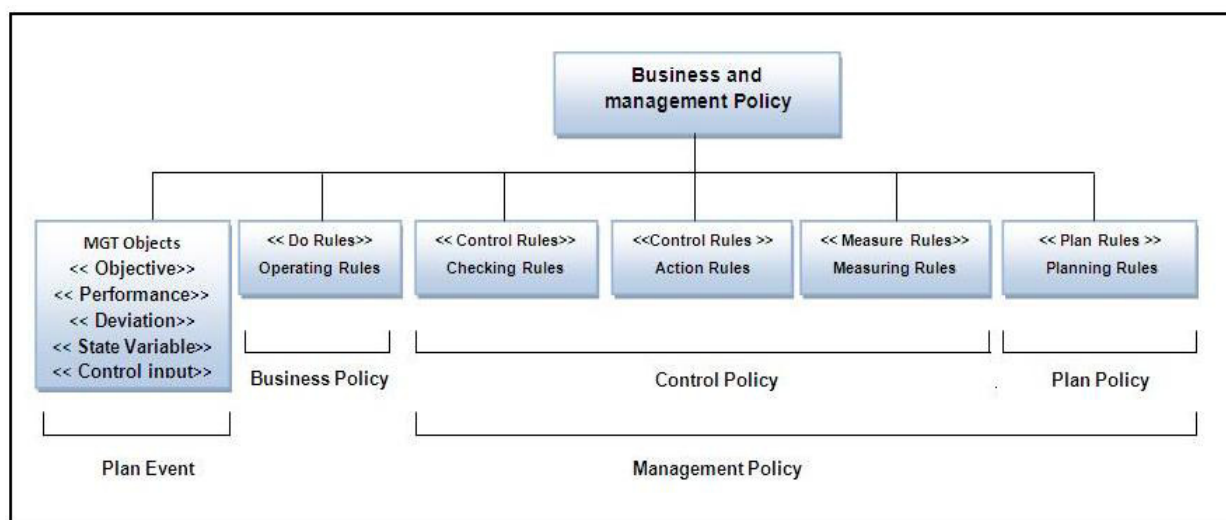 Business and
management Policy
MGT Objects
<< Objective>>
<< Performance>>
<< Deviation>>
<< State Variable>>
<< Control input>>
<< Do Rules>>
Operating Rules
<< Control Rules>>
Checking Rules
<<Control Rules >>
Action Rules
<< Measure Rules>>
Measuring Rules
<< Plan Rules >>
Planning Rules
Business Policy
Control Policy
Plan Policy
Plan Event
Management Policy